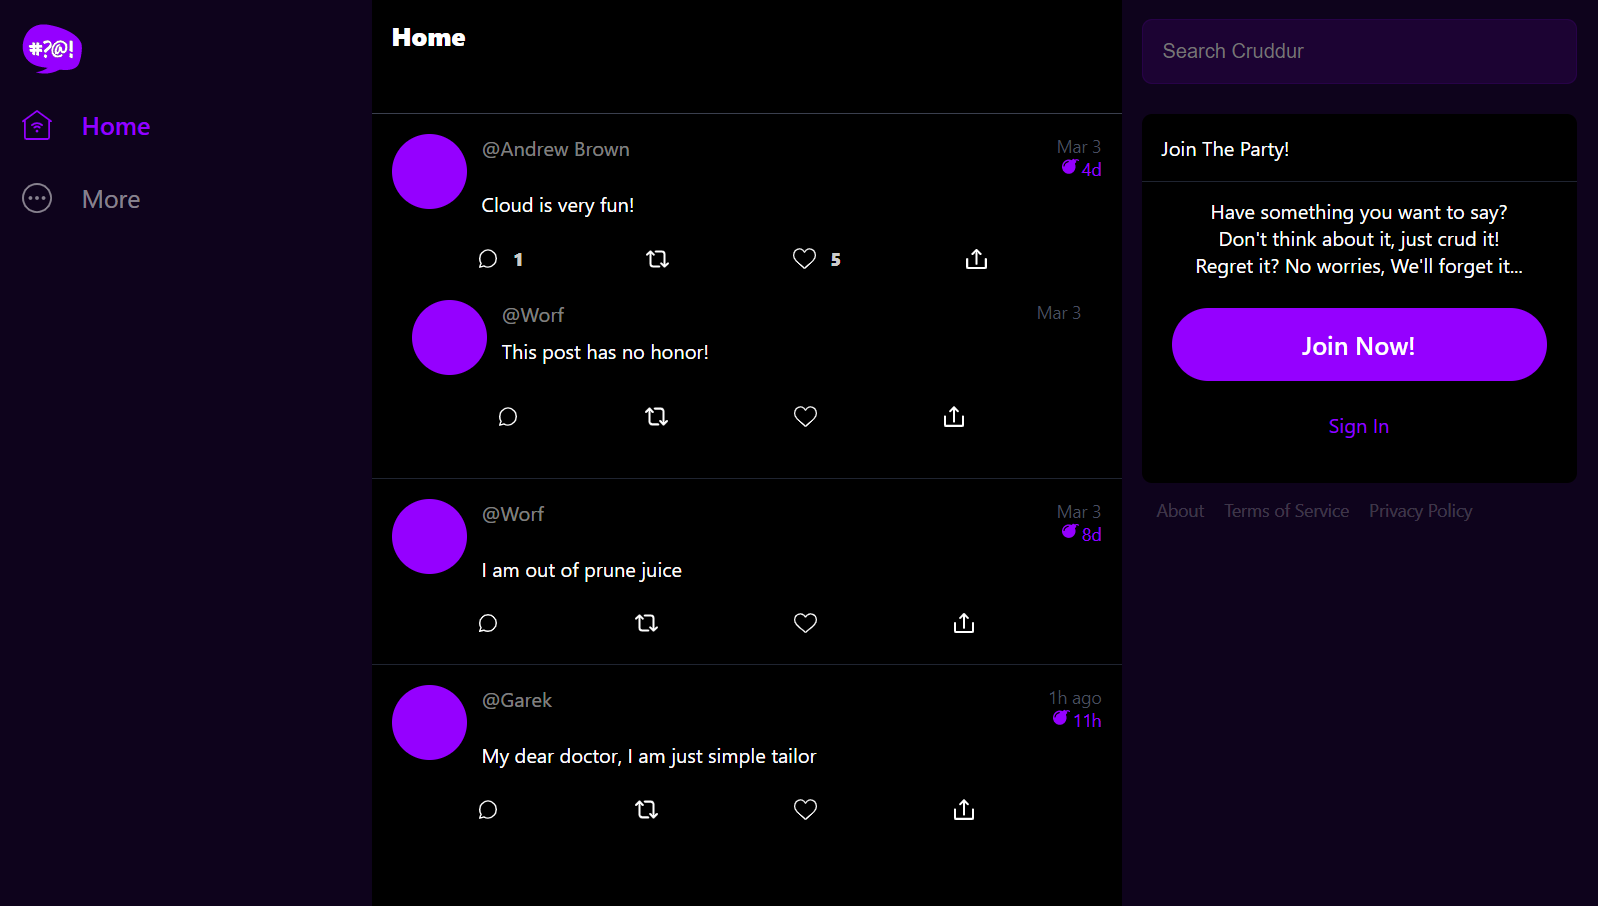 #?@!
Home
More
Home
@Andrew Brown
Mar 3
4d
Cloud is very fun!
1
5
@Worf
Mar 3
This post has no honor!
@Worf
Mar 3
8d
I am out of prune juice
@Garek
1h ago
11h
My dear doctor, I am just simple tailor
Search Cruddur
Join The Party!
Have something you want to say?
Don't think about it, just crud it!
Regret it? No worries, We'll forget it...
Join Now!
Sign In
About Terms of Service Privacy Policy